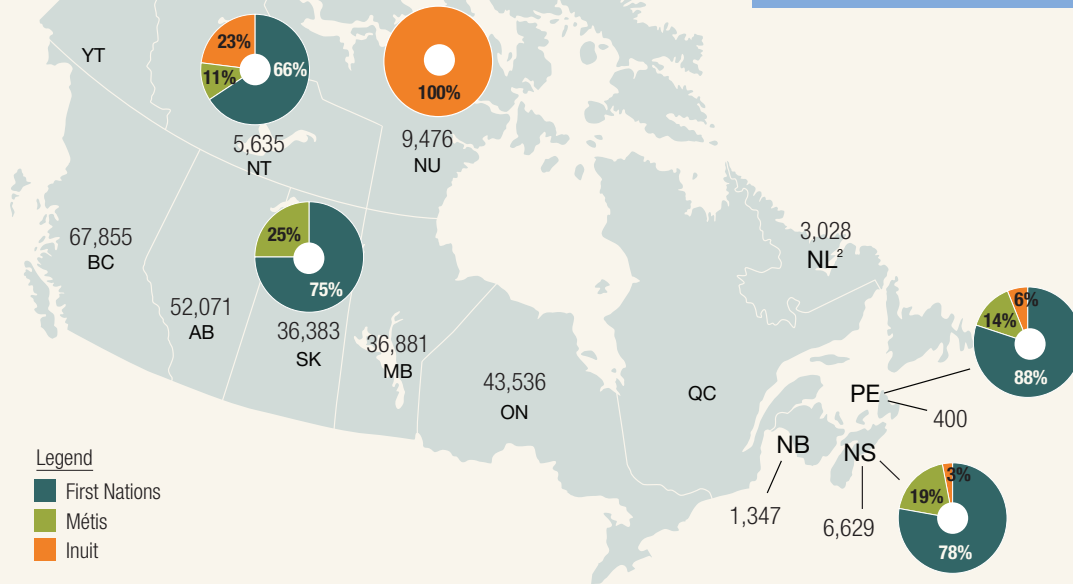 YT
23%
66%
11%
5,635
NT
100%
9,476
NU
67,855
BC
52,071
AB
25%
75%
36,383
SK
36,881
MB
43,536
ON
QC
3,028
NL²
6%
14%
88%
PE
400
NB
1,347
NS
6,629
3%
19%
78%
Legend
First Nations
Métis
Inuit